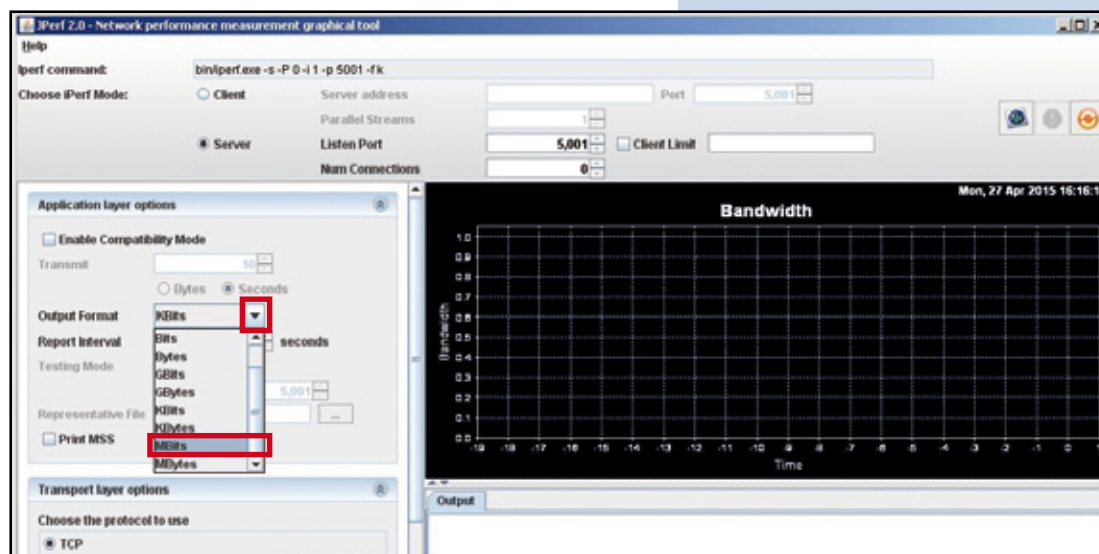 JPerf 2.0 - Network performance measurement graphical tool
Help
Iperf command: bin/iperf.exe -s -P 0 -i 1 -p 5001 -f k
Choose iPerf Mode: Client Server address Port 5,001
Parallel Streams 1
Server Listen Port 5,001 Client Limit
Num Connections 0
Application layer options
Enable Compatibility Mode
Transmit 10
Bytes Seconds
Output Format KBits
Report Interval seconds
Testing Mode
5,001
Representative File ...
Print MSS
Bits
Bytes
GBits
GBytes
KBits
KBytes
MBits
MBytes
Transport layer options
Choose the protocol to use
TCP
Mon, 27 Apr 2015 16:16:1
Bandwidth
Bandwidth
1.0
0.9
0.8
0.7
0.6
0.5
0.4
0.3
0.2
0.1
0.0
-19 -18 -17 -16 -15 -14 -13 -12 -11 -10 -9 -8 -7 -6 -5 -4 -3 -2 -1 0
Time
Output